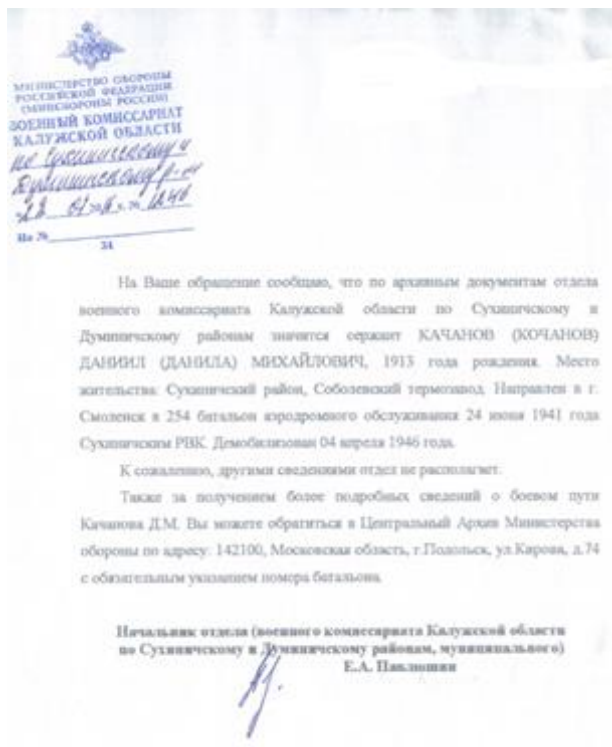 МИНИСТЕРСТВО ОБОРОНЫ
РОССИЙСКОЙ ФЕДЕРАЦИИ
(МИНОБОРОНЫ РОССИИ)
ВОЕННЫЙ КОМИССАРИАТ
КАЛУЖСКОЙ ОБЛАСТИ
по Сухиничскому и
Думиничскому р-
На №
34
На Ваше обращение сообщаю, что по архивным документам отдела
военного комиссариата Калужской области по Сухиничскому и
Думиничскому районам значится сержант КАЧАНОВ (КОЧАНОВ)
ДАНИИЛ (ДАНИЛА) МИХАЙЛОВИЧ, 1913 года рождения. Место
жительства: Сухиничский район, Соболевский термозавод. Направлен в г.
Смоленск в 254 батальон аэродромного обслуживания 24 июня 1941 года
Сухиничским РВК. Демобилизован 04 апреля 1946 года.
К сожалению, другими сведениями отдел не располагает.
Также за получением более подробных сведений о боевом пути
Качанова Д.М. Вы можете обратиться в Центральный Архив Министерства
обороны по адресу: 142100, Московская область, г.Подольск, ул.Кирова, д.74
с обязательным указанием номера батальона.
Начальник отдела (военного комиссариата Калужской области
по Сухиничскому и Думиничскому районам, муниципального)
Е.А. Павлюшин